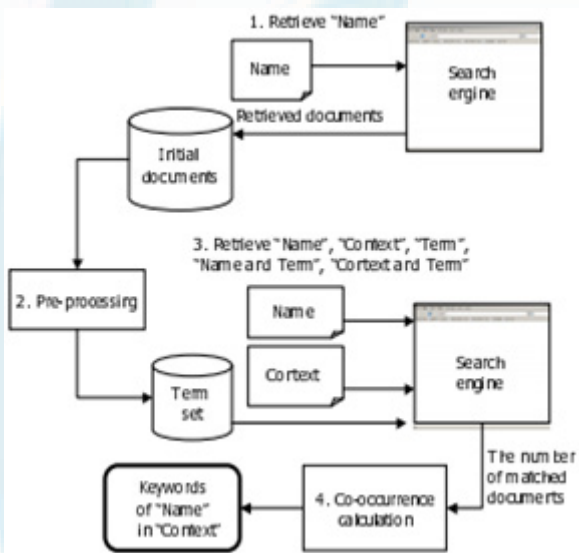 1. Retrieve "Name"
Name
Search
engine
Retrieved documents
Initial
documents
3. Retrieve "Name", "Context", "Term",
"Name and Term", "Context and Term"
2. Pre-processing
Name
Context
Search
engine
Term
set
The number
of matched
documents
Keywords
of "Name"
in "Context"
4. Co-occurrence
calculation